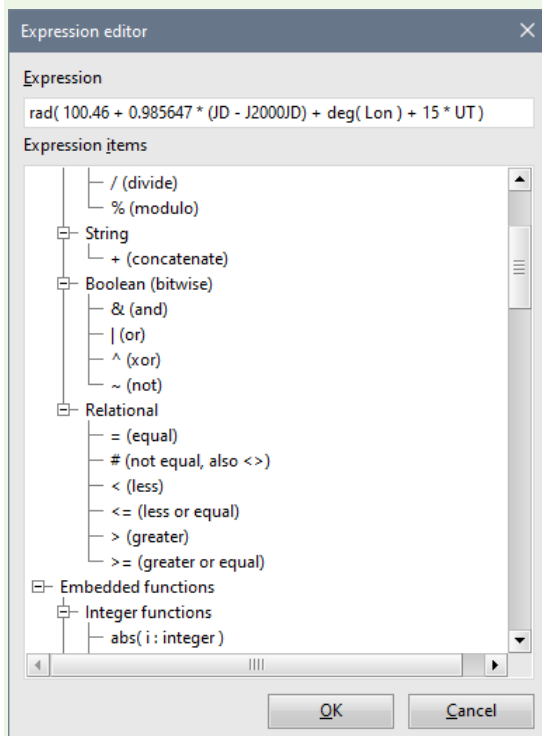 Expression editor
Expression
rad( 100.46 + 0.985647 * (JD - J2000JD) + deg( Lon ) + 15 * UT )
Expression items
/ (divide)
% (modulo)
String
+ (concatenate)
Boolean (bitwise)
& (and)
| (or)
^ (xor)
~ (not)
Relational
= (equal)
# (not equal, also <>)
< (less)
<= (less or equal)
> (greater)
>= (greater or equal)
Embedded functions
Integer functions
abs( i : integer )
OK Cancel